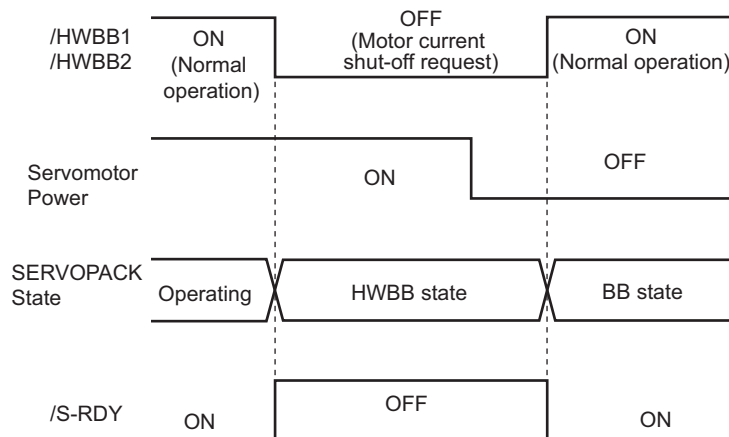 /HWBB1
/HWBB2
ON
(Normal
operation)
OFF
(Motor current
shut-off request)
ON
(Normal operation)
Servomotor
Power
ON
OFF
SERVOPACK
State
Operating
HWBB state
BB state
/S-RDY
ON
OFF
ON